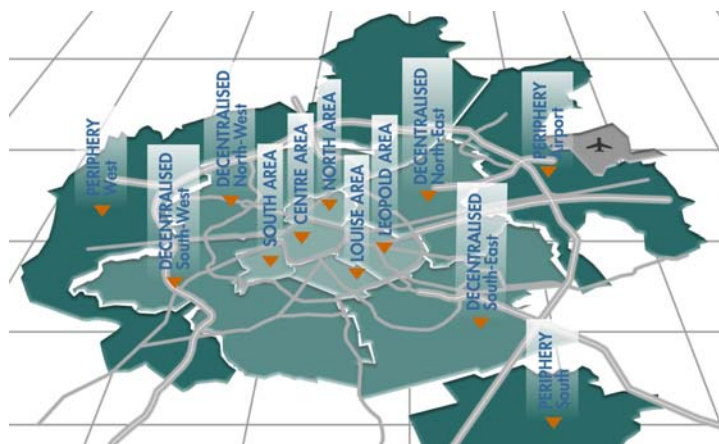 PERIPHERY
West
DECENTRALISED
South-West
DECENTRALISED
North-West
SOUTH AREA
CENTRE AREA
NORTH AREA
LOUISE AREA
LEOPOLD AREA
DECENTRALISED
North-East
DECENTRALISED
South-East
PERIPHERY
Airport
PERIPHERY
South